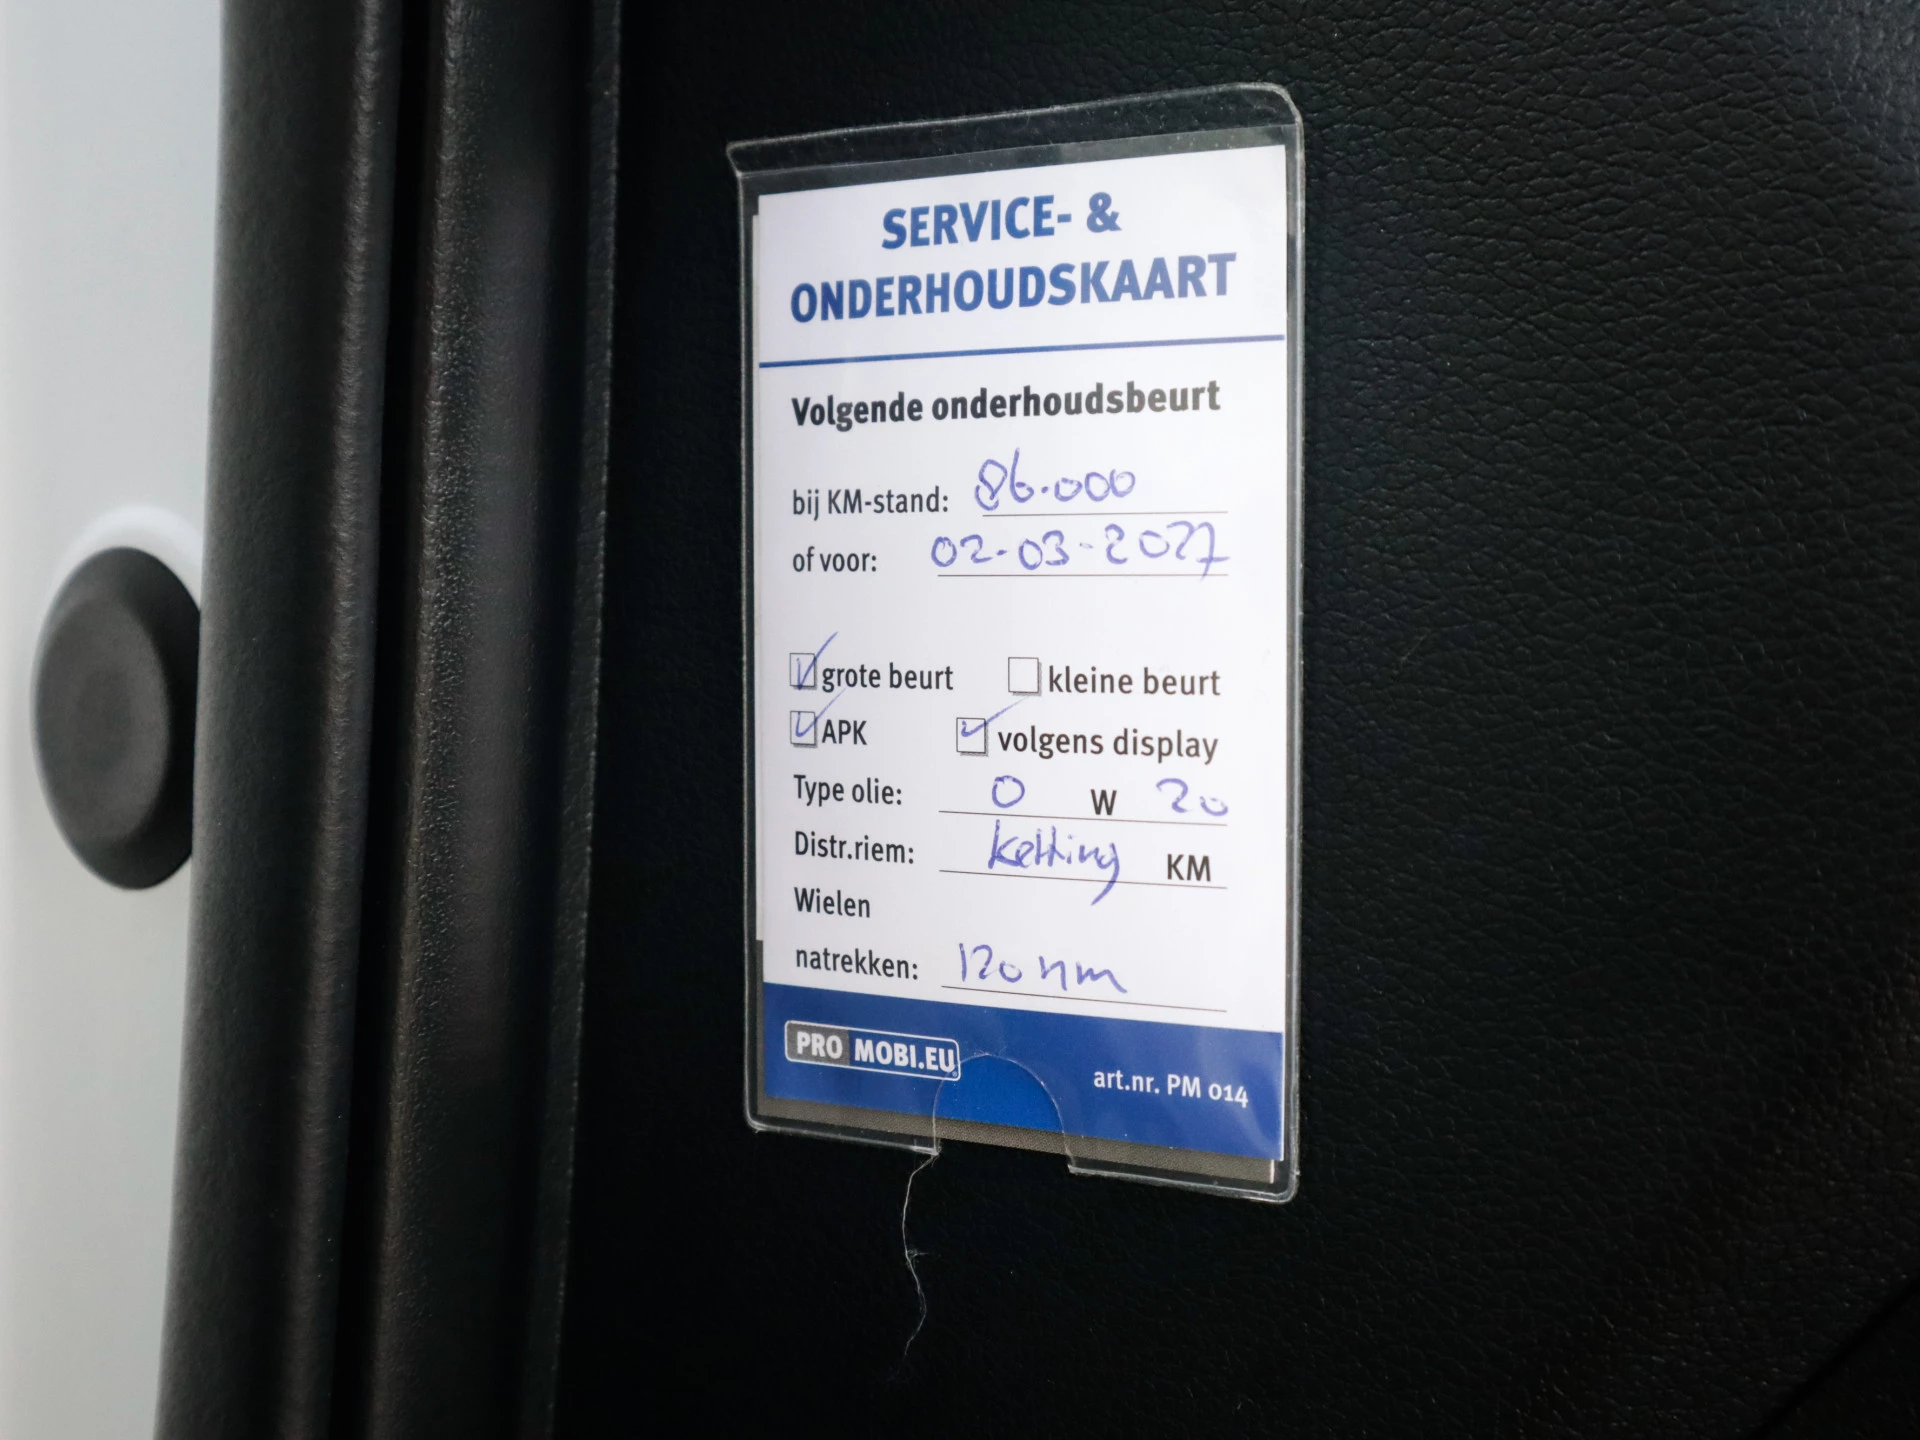 SERVICE- &
ONDERHOUDSKAART
Volgende onderhoudsbeurt
bij KM-stand: 86.000
of voor: 02-03-2027
grote beurt kleine beurt
APK volgens display
Type olie: 0 W 20
Distr.riem: ketting KM
Wielen
natrekken: 120 nm
PRO MOBI.EU art.nr. PM 014